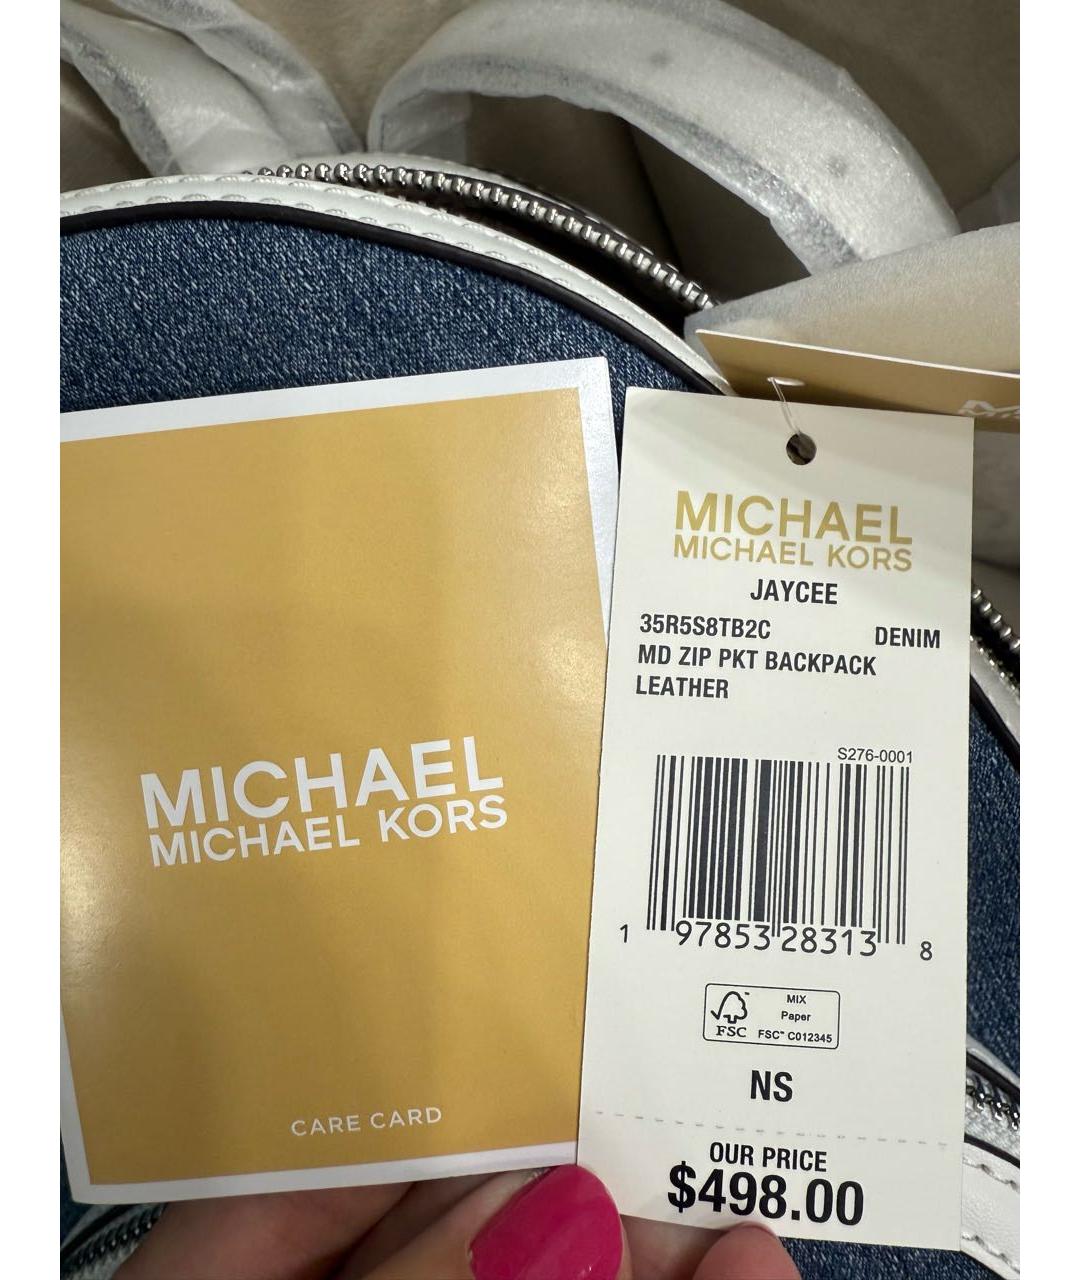 MICHAEL
MICHAEL KORS
CARE CARD
MICHAEL
MICHAEL KORS
JAYCEE
35R5S8TB2C DENIM
MD ZIP PKT BACKPACK
LEATHER
S276-0001
1 97853 28313 8
FSC
MIX
Paper
FSC™ C012345
NS
OUR PRICE
$498.00